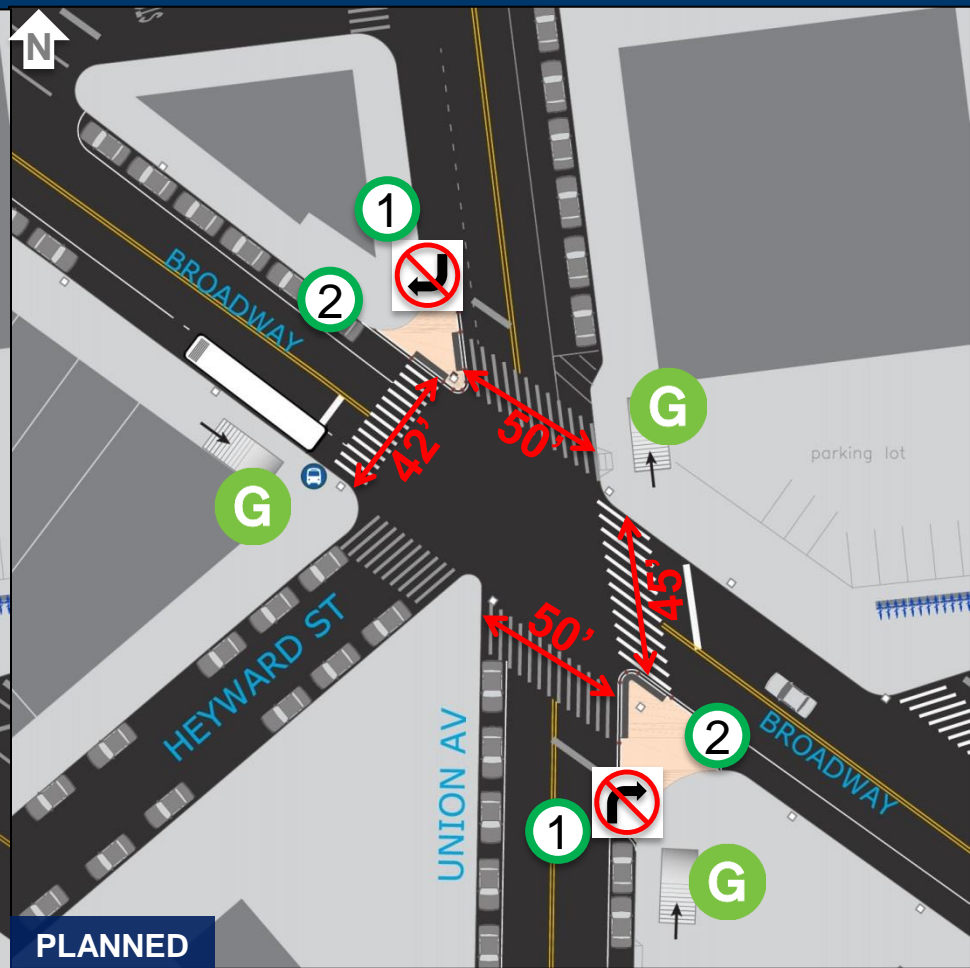 N
1
2
BROADWAY
42'
50'
G
G
parking lot
HEYWARD ST
50'
45'
UNION AV
2
BROADWAY
1
G
PLANNED